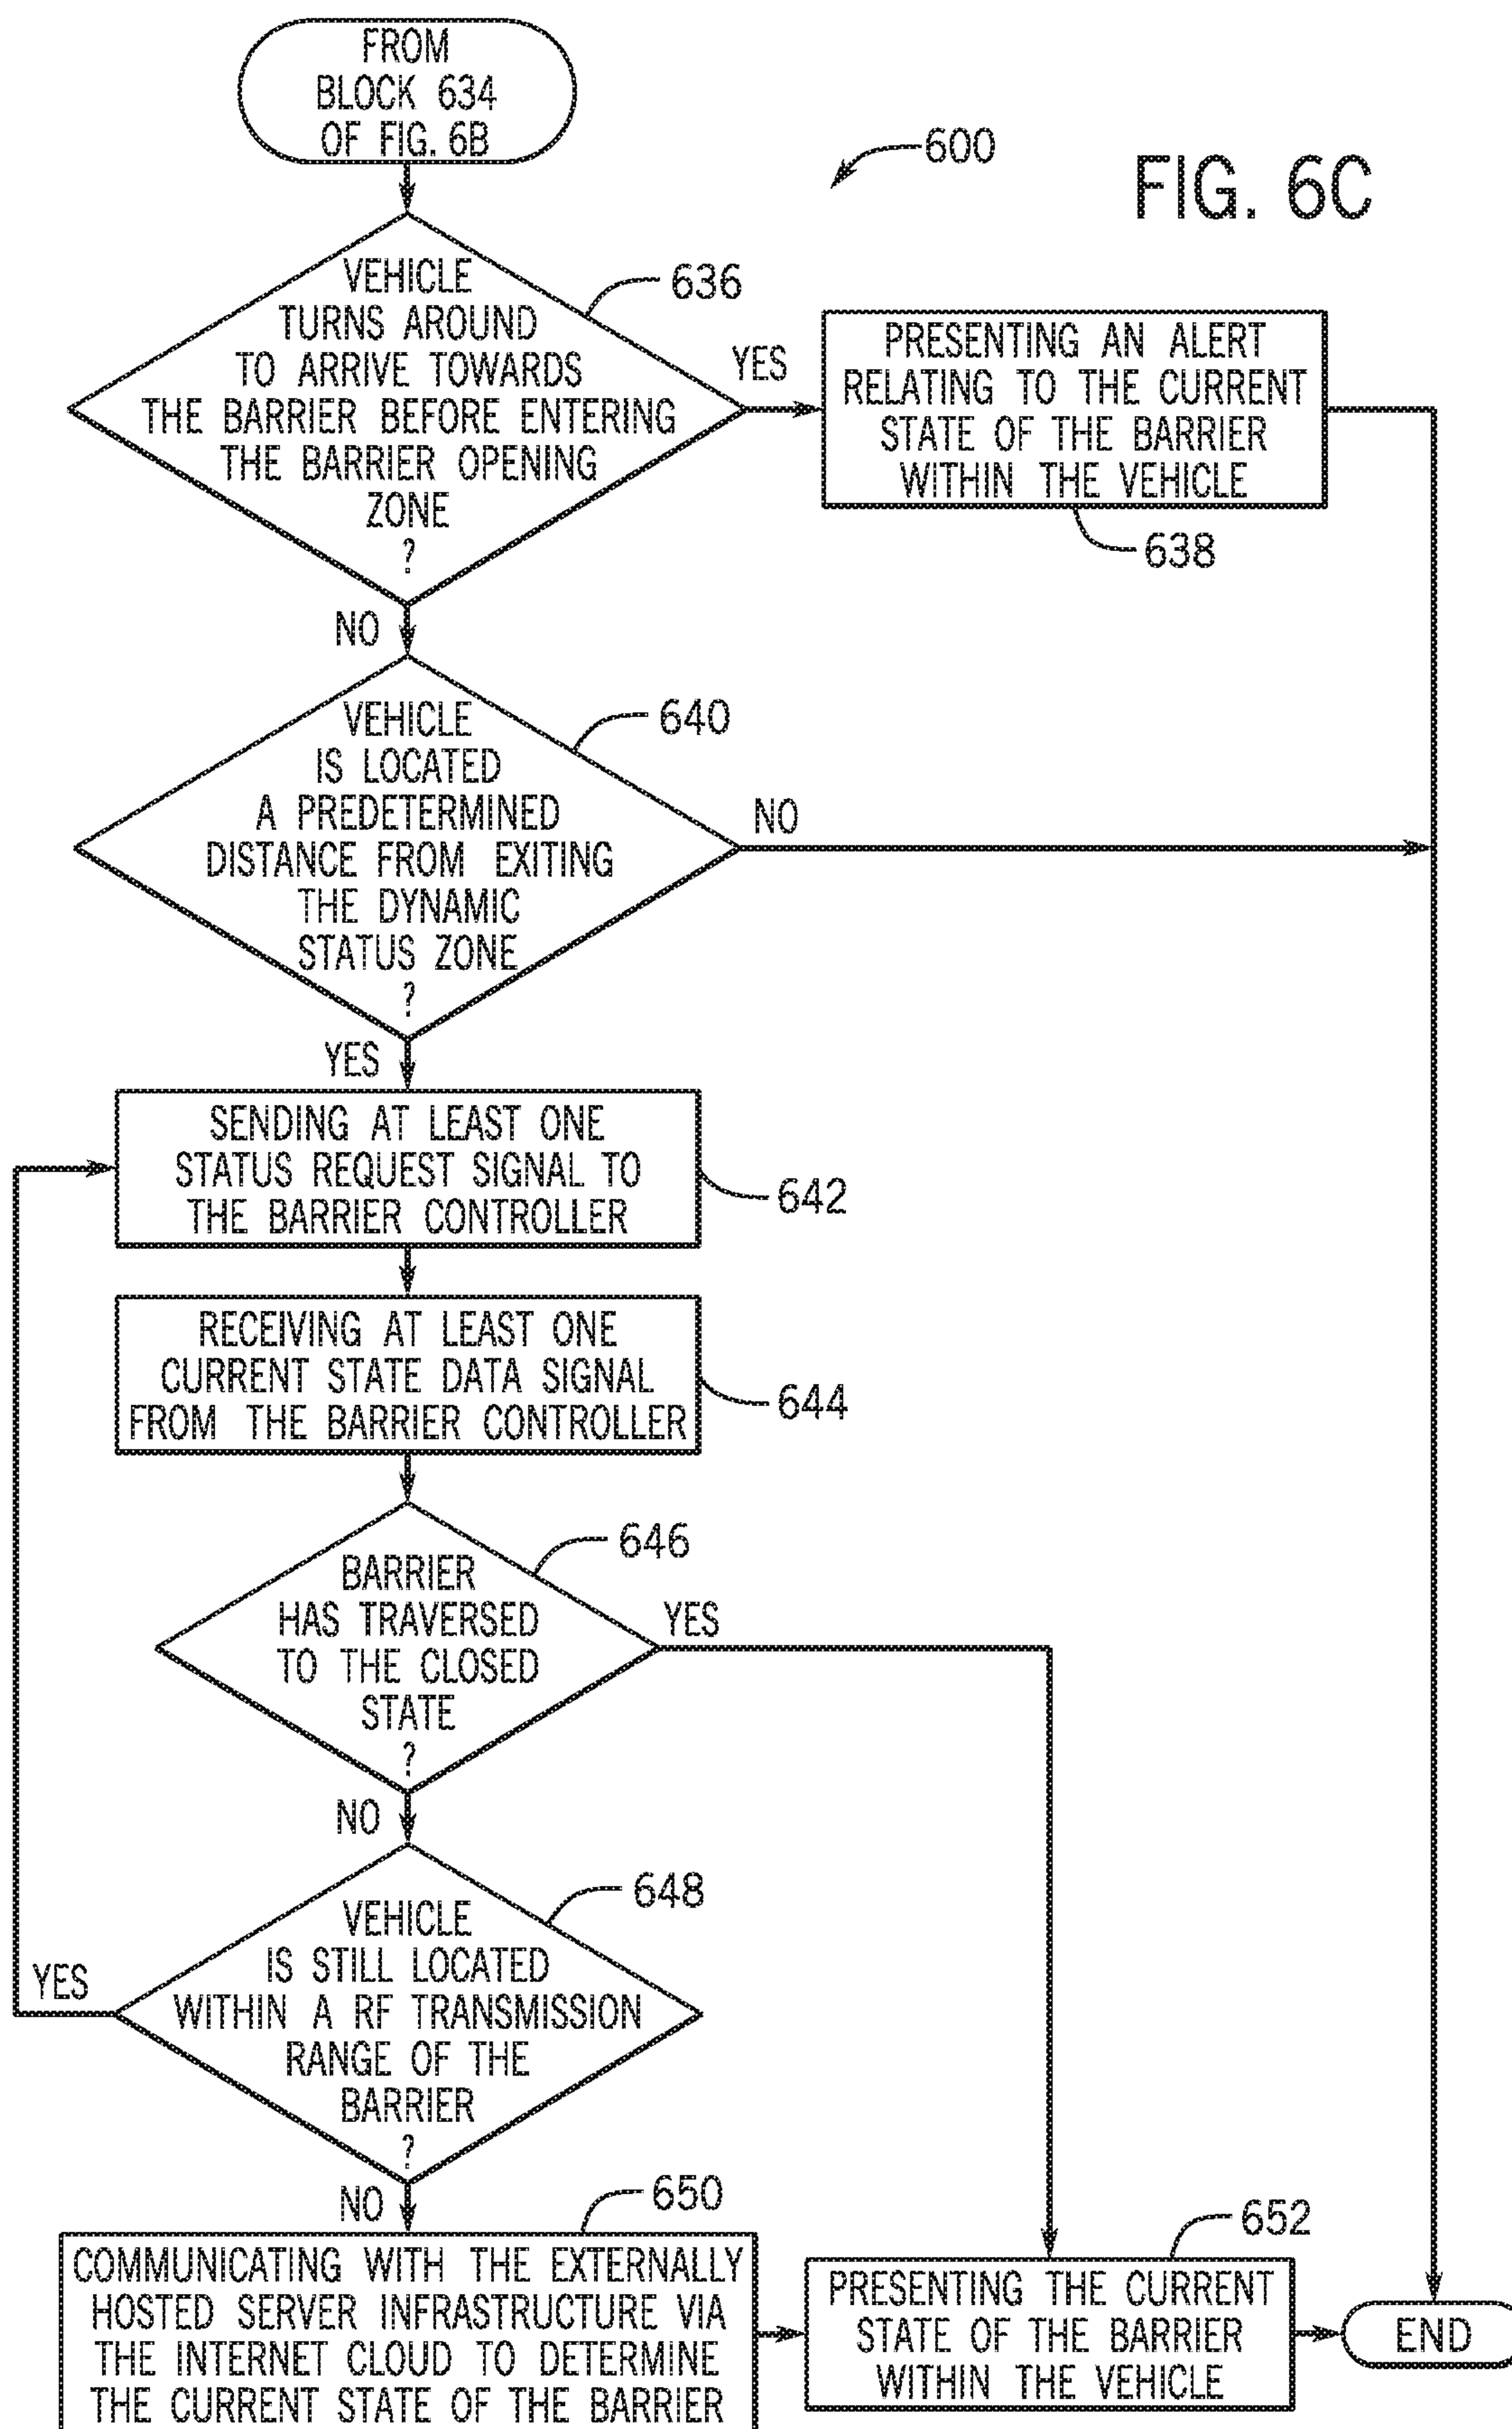 FROM
BLOCK 634
OF FIG. 6B
600
FIG. 6C
VEHICLE
TURNS AROUND
TO ARRIVE TOWARDS
THE BARRIER BEFORE ENTERING
THE BARRIER OPENING
ZONE
?
636
YES
PRESENTING AN ALERT
RELATING TO THE CURRENT
STATE OF THE BARRIER
WITHIN THE VEHICLE
638
NO
VEHICLE
IS LOCATED
A PREDETERMINED
DISTANCE FROM EXITING
THE DYNAMIC
STATUS ZONE
?
640
NO
YES
SENDING AT LEAST ONE
STATUS REQUEST SIGNAL TO
THE BARRIER CONTROLLER
642
RECEIVING AT LEAST ONE
CURRENT STATE DATA SIGNAL
FROM THE BARRIER CONTROLLER
644
BARRIER
HAS TRAVERSED
TO THE CLOSED
STATE
?
646
YES
NO
VEHICLE
IS STILL LOCATED
WITHIN A RF TRANSMISSION
RANGE OF THE
BARRIER
?
648
YES
NO
650
COMMUNICATING WITH THE EXTERNALLY
HOSTED SERVER INFRASTRUCTURE VIA
THE INTERNET CLOUD TO DETERMINE
THE CURRENT STATE OF THE BARRIER
652
PRESENTING THE CURRENT
STATE OF THE BARRIER
WITHIN THE VEHICLE
END